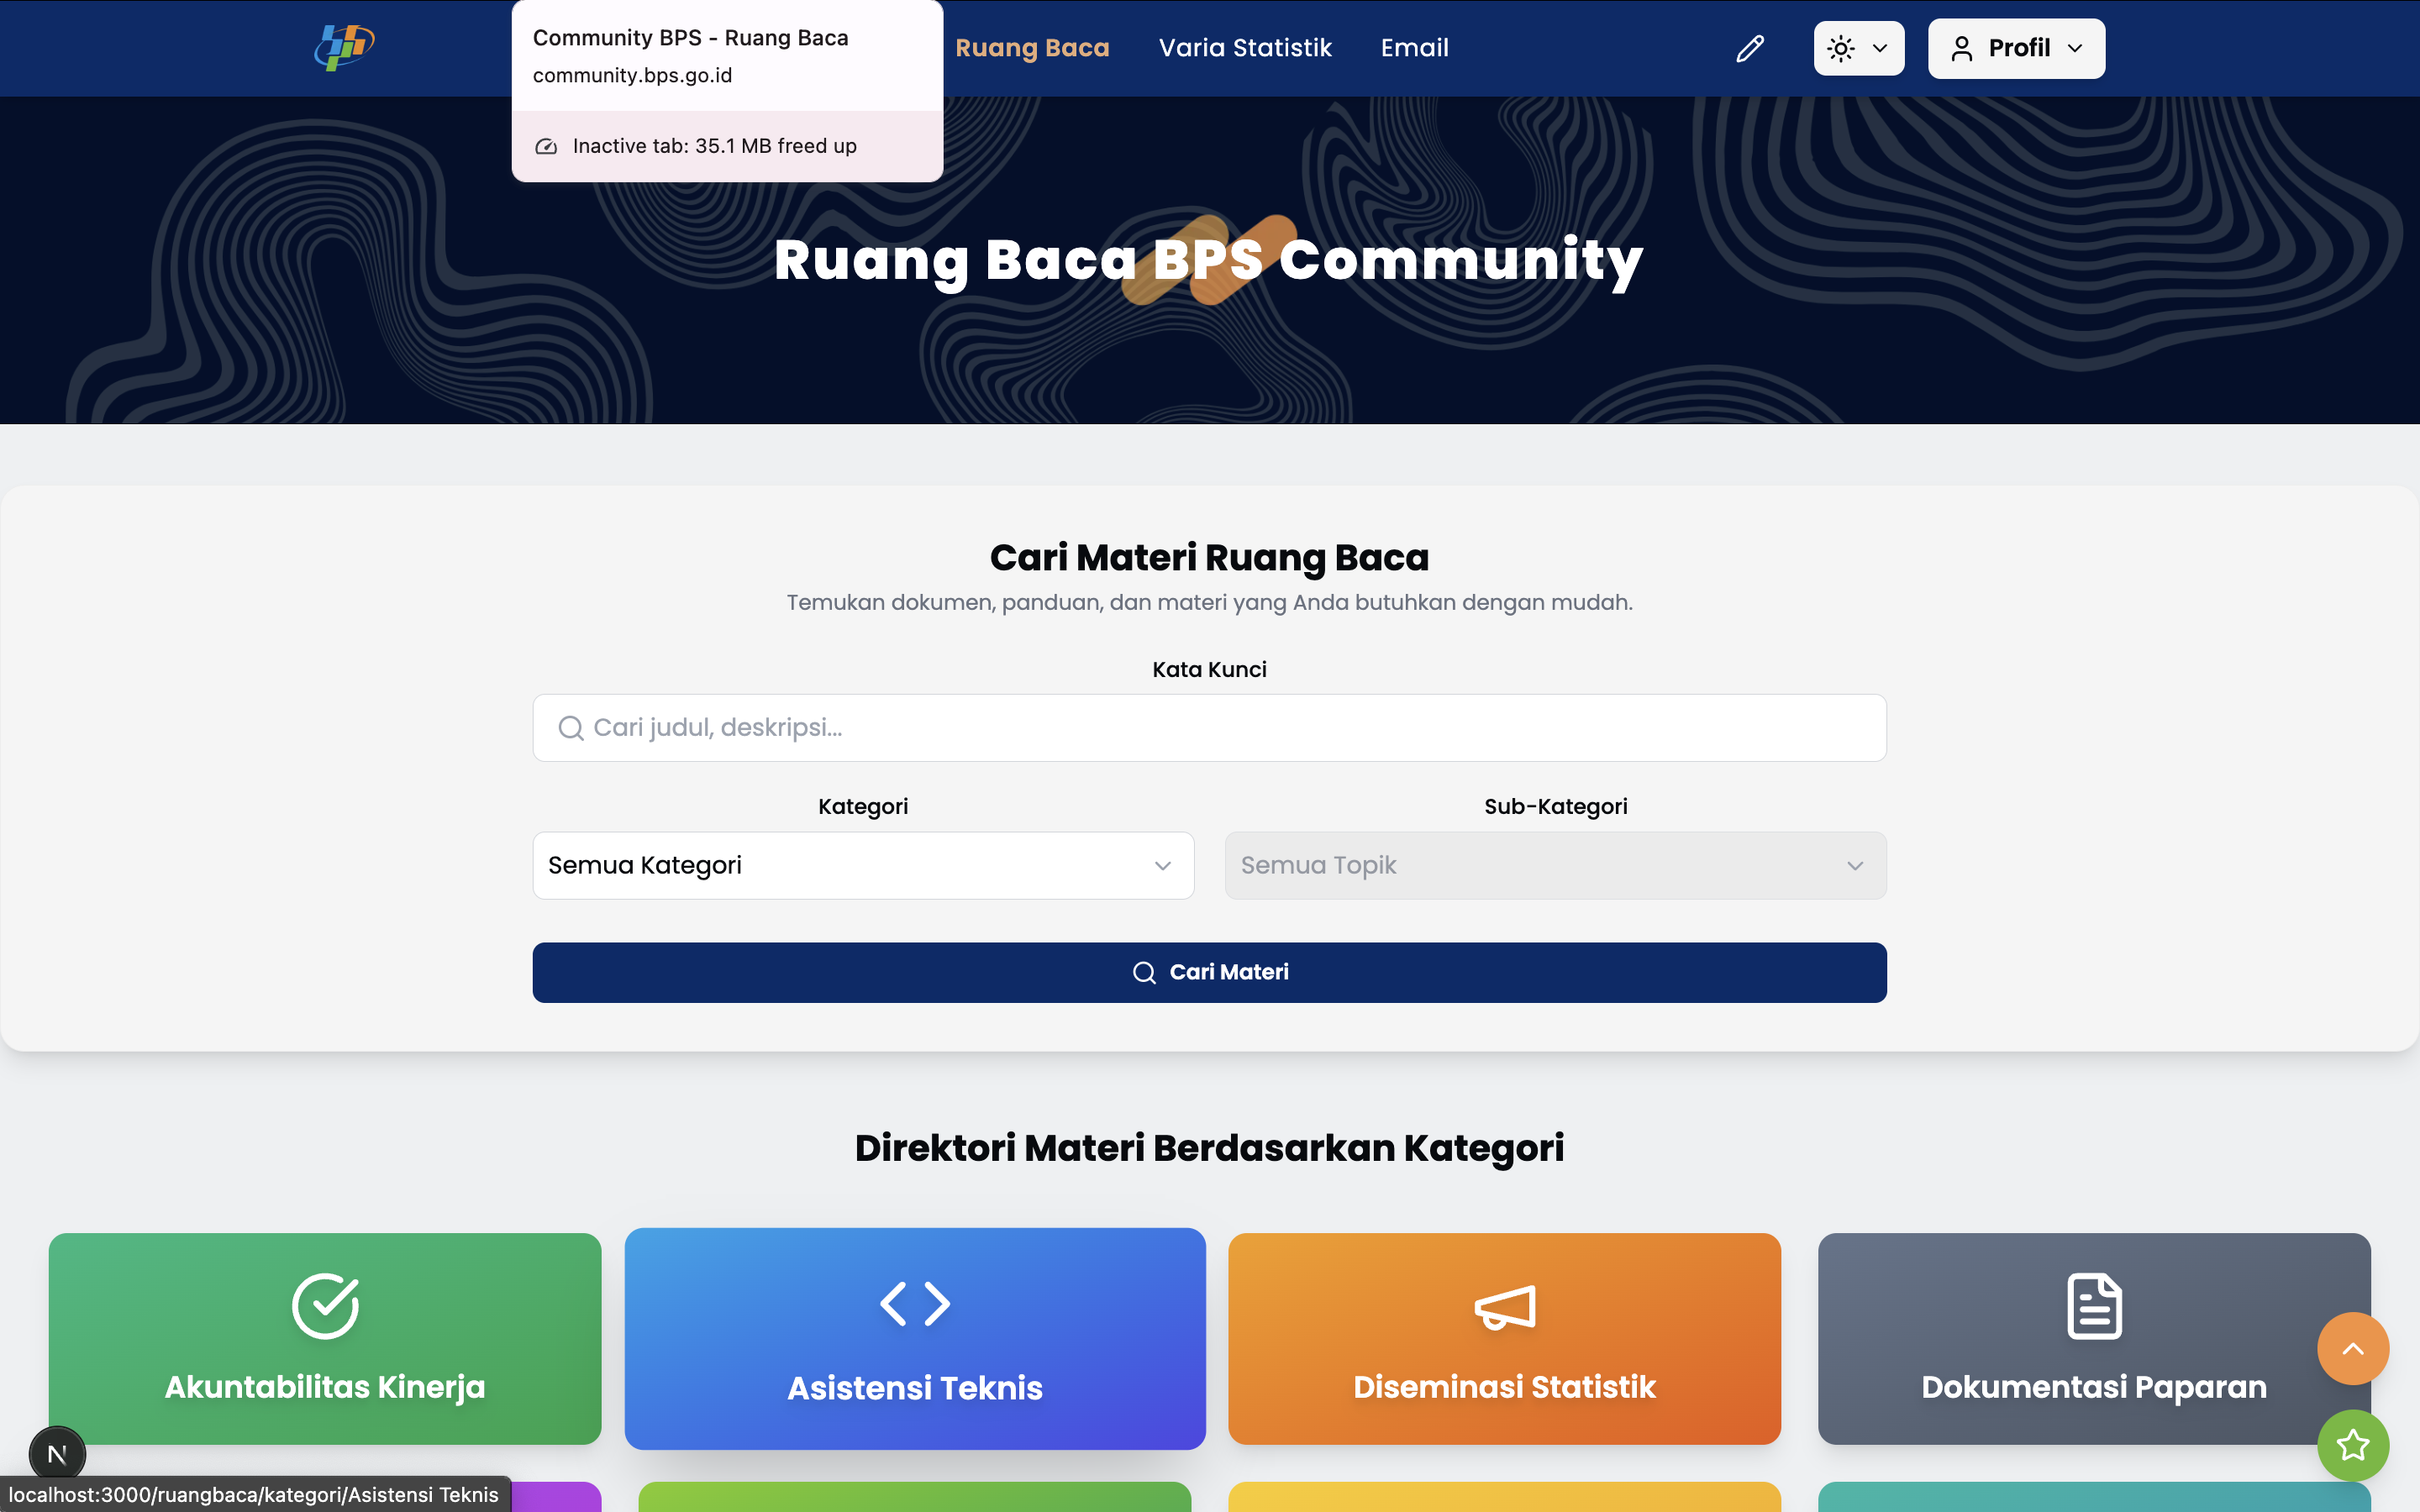 Community BPS - Ruang Baca
community.bps.go.id
Inactive tab: 35.1 MB freed up
Ruang Baca
Varia Statistik
Email
Profil
Ruang Baca BPS Community
Cari Materi Ruang Baca
Temukan dokumen, panduan, dan materi yang Anda butuhkan dengan mudah.
Kata Kunci
Cari judul, deskripsi...
Kategori
Sub-Kategori
Semua Kategori
Semua Topik
Cari Materi
Direktori Materi Berdasarkan Kategori
Akuntabilitas Kinerja
Asistensi Teknis
Diseminasi Statistik
Dokumentasi Paparan
N
localhost:3000/ruangbaca/kategori/Asistensi Teknis